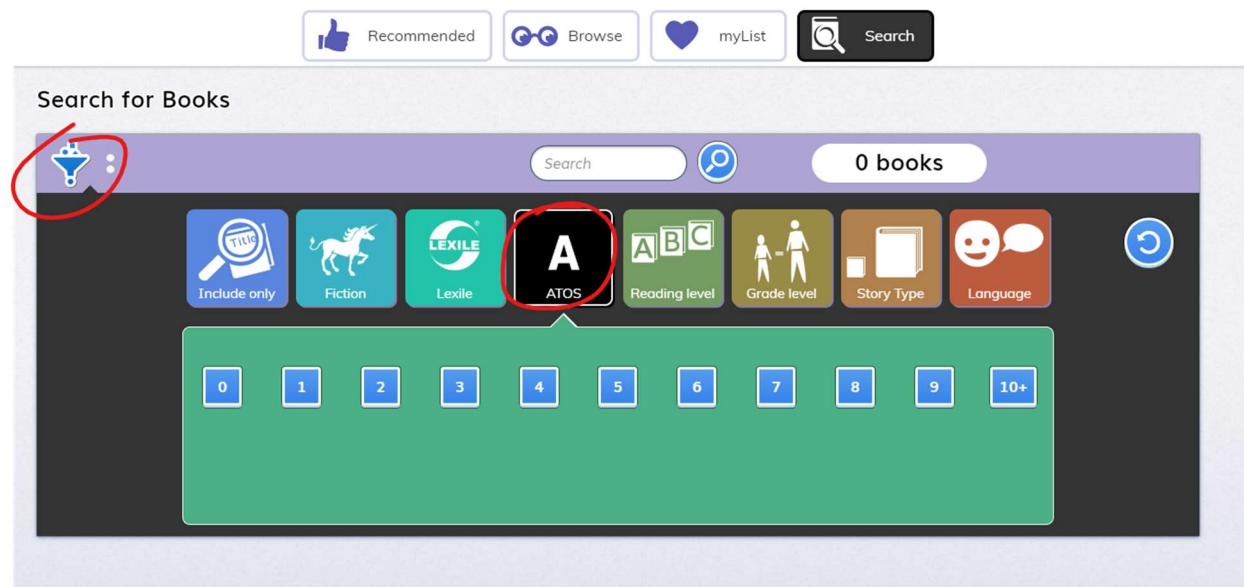 Recommended
Browse
myList
Search
Search for Books
Search
0 books
Title
LEXILE®
A
A B C
Include only
Fiction
Lexile
ATOS
Reading level
Grade level
Story Type
Language
0 1 2 3 4 5 6 7 8 9 10+